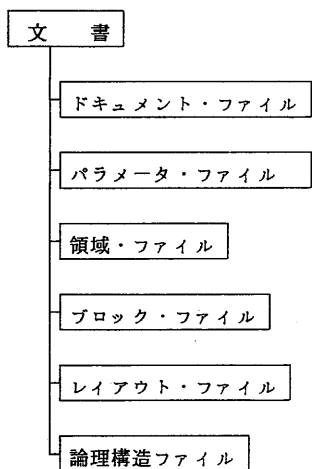 文　　書
ドキュメント・ファイル
パラメータ・ファイル
領域・ファイル
ブロック・ファイル
レイアウト・ファイル
論理構造ファイル